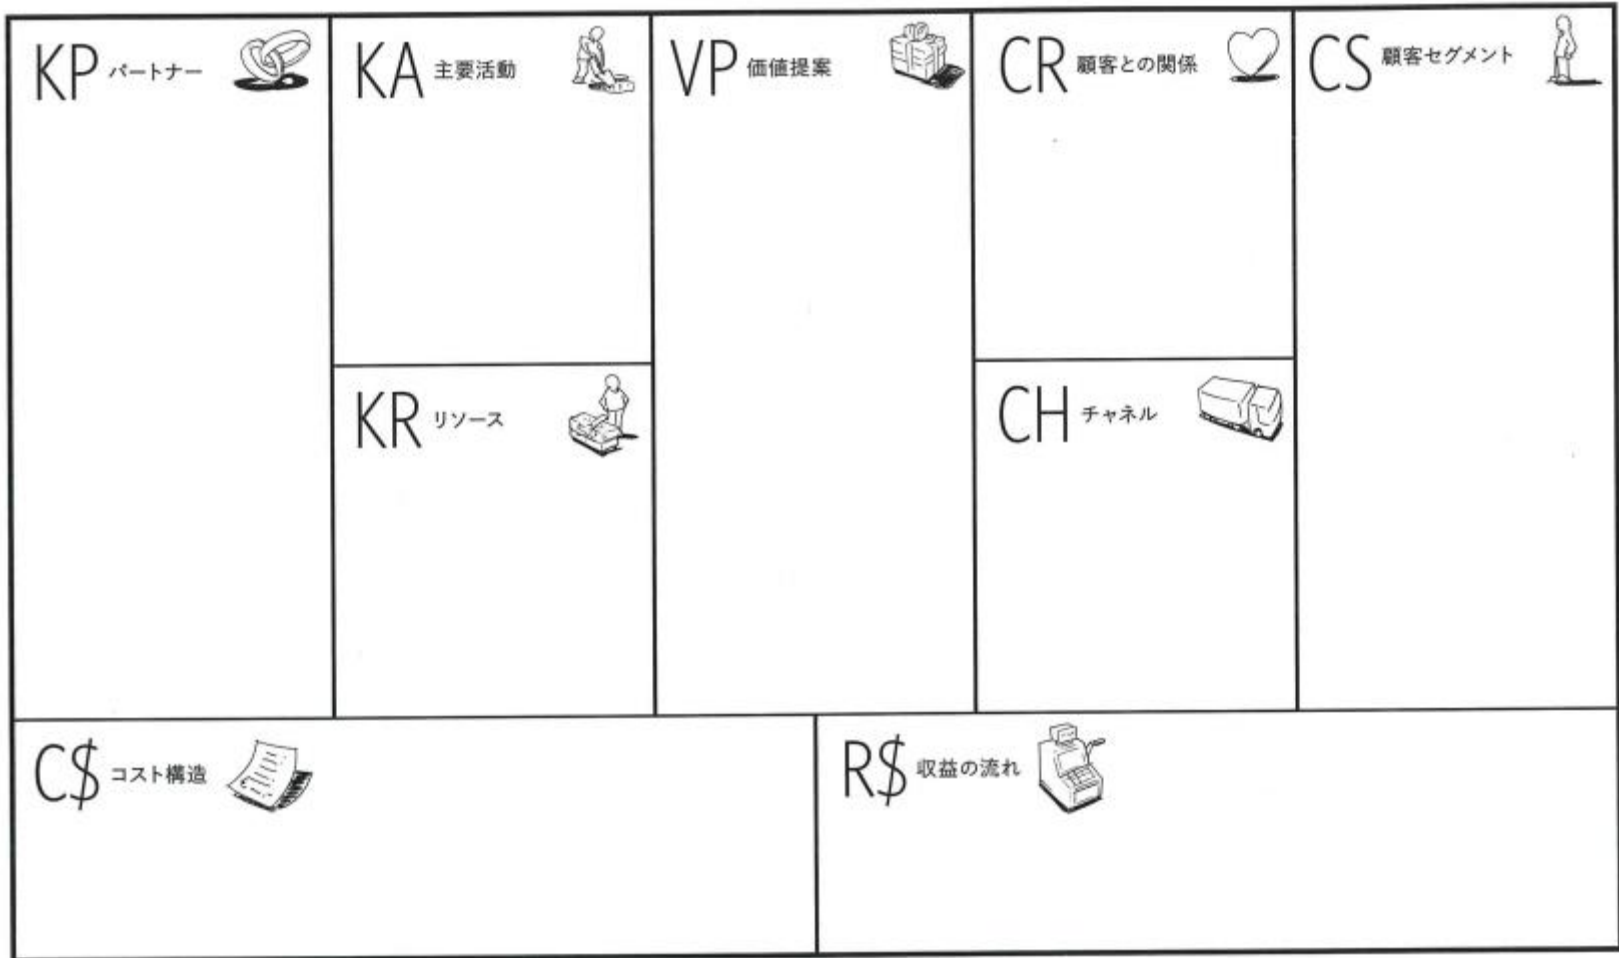 KP パートナー
KA 主要活動
VP 価値提案
CR 顧客との関係
CS 顧客セグメント
KR リソース
CH チャネル
C$ コスト構造
R$ 収益の流れ